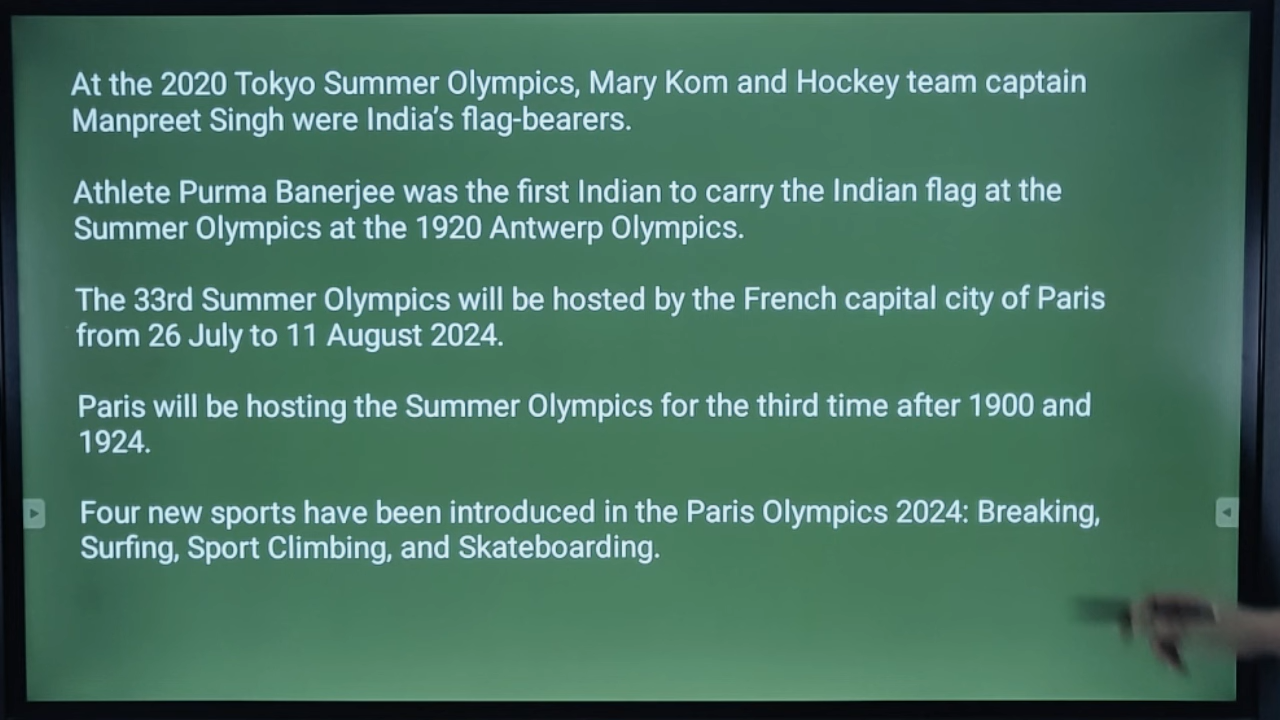 At the 2020 Tokyo Summer Olympics, Mary Kom and Hockey team captain
Manpreet Singh were India's flag-bearers.
Athlete Purma Banerjee was the first Indian to carry the Indian flag at the
Summer Olympics at the 1920 Antwerp Olympics.
The 33rd Summer Olympics will be hosted by the French capital city of Paris
from 26 July to 11 August 2024.
Paris will be hosting the Summer Olympics for the third time after 1900 and
1924.
Four new sports have been introduced in the Paris Olympics 2024: Breaking,
Surfing, Sport Climbing, and Skateboarding.